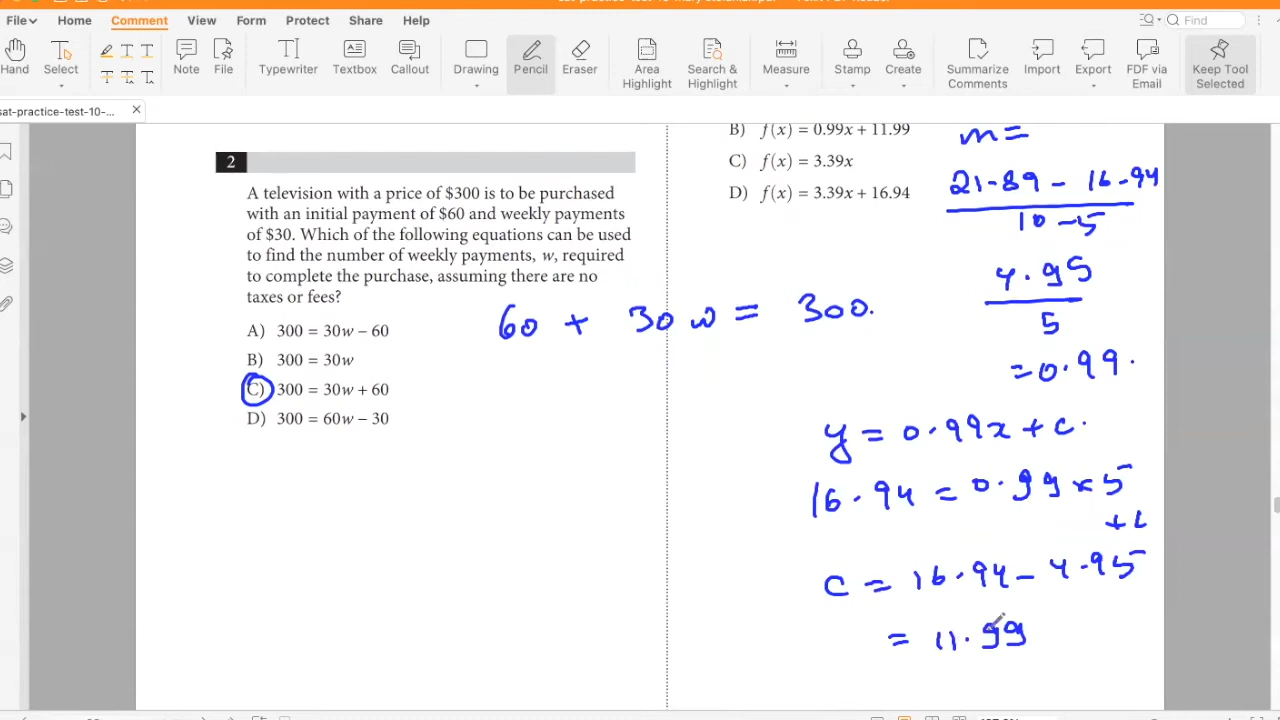 File
Home
Comment
View
Form
Protect
Share
Help
Find
Hand
Select
Note
File
Typewriter
Textbox
Callout
Drawing
Pencil
Eraser
Area
Highlight
Search &
Highlight
Measure
Stamp
Create
Summarize
Comments
Import
Export
FDF via
Email
Keep Tool
Selected
sat-practice-test-10-...
2
A television with a price of $300 is to be purchased
with an initial payment of $60 and weekly payments
of $30. Which of the following equations can be used
to find the number of weekly payments, w, required
to complete the purchase, assuming there are no
taxes or fees?
A) 300 = 30w – 60
B) 300 = 30w
C) 300 = 30w + 60
D) 300 = 60w – 30
60 + 30w = 300.
B) f(x) = 0.99x + 11.99
C) f(x) = 3.39x
D) f(x) = 3.39x + 16.94
m =
21.89 - 16.94
10 - 5
4.95
5
= 0.99.
y = 0.99x + c.
16.94 = 0.99 × 5
+ c
c = 16.94 - 4.95
= 11.99